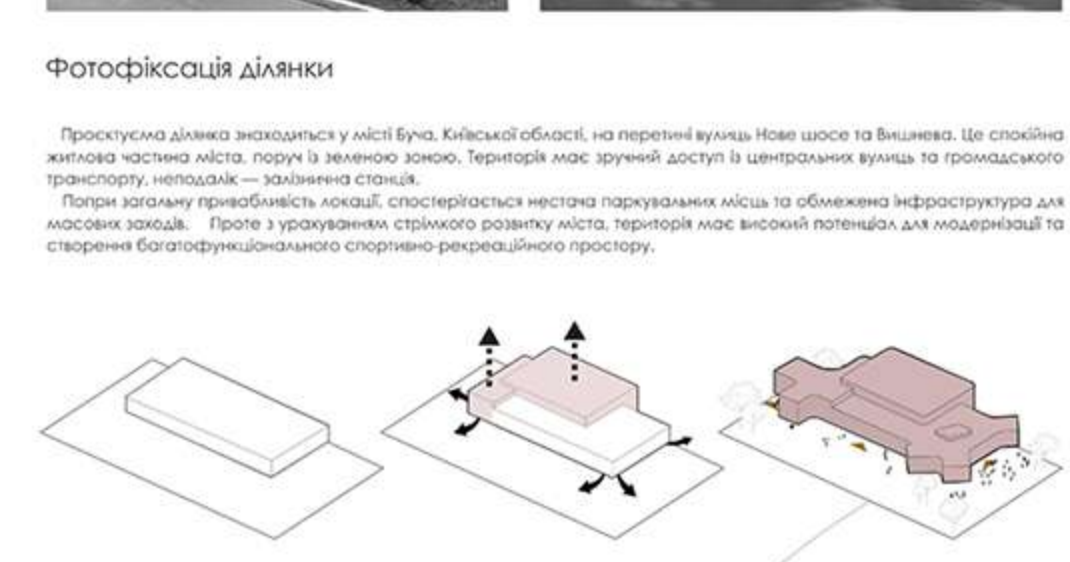 Фотофіксація ділянки
Проєктуєма ділянка знаходиться у місті Буча, Київської області, на перетині вулиць Нове шосе та Вишнева. Це спокійна
житлова частина міста, поруч із зеленою зоною. Територія має зручний доступ із центральних вулиць та громадського
транспорту, неподалік — залізнична станція.
Попри загальну привабливість локації, спостерігається нестача паркувальних місць та обмежена інфраструктура для
масових заходів. Проте з урахуванням стрімкого розвитку міста, територія має високий потенціал для модернізації та
створення багатофункціонального спортивно-рекреаційного простору.